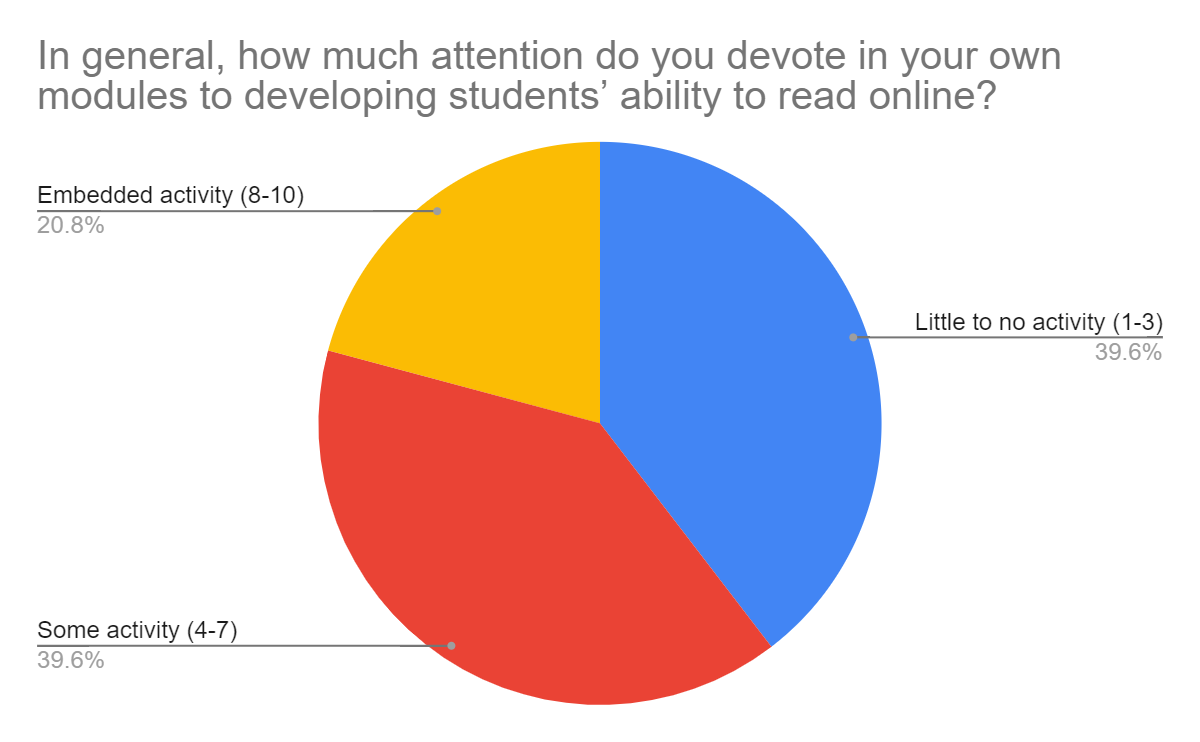 In general, how much attention do you devote in your own
modules to developing students’ ability to read online?
Embedded activity (8-10)
20.8%
Little to no activity (1-3)
39.6%
Some activity (4-7)
39.6%